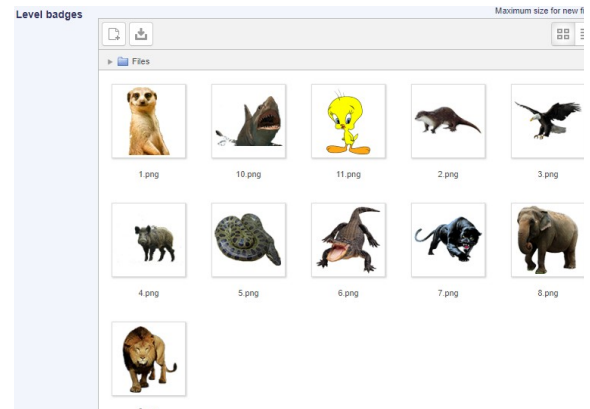 Level badges
Maximum size for new fi
Files
1.png
10.png
11.png
2.png
3.png
4.png
5.png
6.png
7.png
8.png